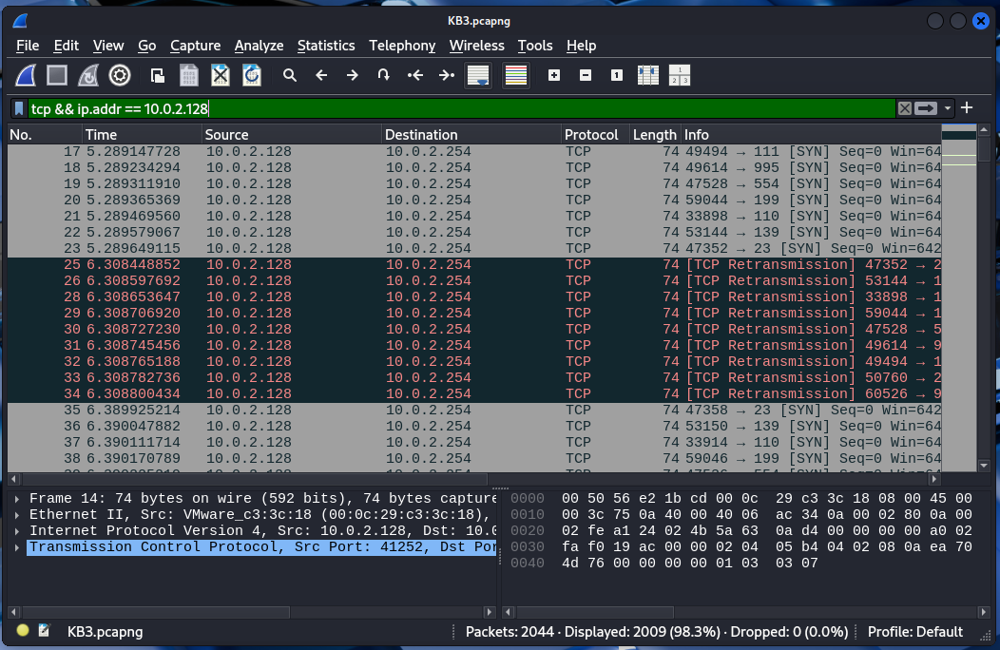 KB3.pcapng
File Edit View Go Capture Analyze Statistics Telephony Wireless Tools Help
tcp && ip.addr == 10.0.2.128
No. Time Source Destination Protocol Length Info
17 5.289147728 10.0.2.128 10.0.2.254 TCP 74 49494 → 111 [SYN] Seq=0 Win=64
18 5.289234294 10.0.2.128 10.0.2.254 TCP 74 49614 → 995 [SYN] Seq=0 Win=64
19 5.289311910 10.0.2.128 10.0.2.254 TCP 74 47528 → 554 [SYN] Seq=0 Win=64
20 5.289365369 10.0.2.128 10.0.2.254 TCP 74 59044 → 199 [SYN] Seq=0 Win=64
21 5.289469560 10.0.2.128 10.0.2.254 TCP 74 33898 → 110 [SYN] Seq=0 Win=64
22 5.289579067 10.0.2.128 10.0.2.254 TCP 74 53144 → 139 [SYN] Seq=0 Win=64
23 5.289649115 10.0.2.128 10.0.2.254 TCP 74 47352 → 23 [SYN] Seq=0 Win=642
25 6.308448852 10.0.2.128 10.0.2.254 TCP 74 [TCP Retransmission] 47352 → 2
26 6.308597692 10.0.2.128 10.0.2.254 TCP 74 [TCP Retransmission] 53144 → 1
28 6.308653647 10.0.2.128 10.0.2.254 TCP 74 [TCP Retransmission] 33898 → 1
29 6.308706920 10.0.2.128 10.0.2.254 TCP 74 [TCP Retransmission] 59044 → 1
30 6.308727230 10.0.2.128 10.0.2.254 TCP 74 [TCP Retransmission] 47528 → 5
31 6.308745456 10.0.2.128 10.0.2.254 TCP 74 [TCP Retransmission] 49614 → 9
32 6.308765188 10.0.2.128 10.0.2.254 TCP 74 [TCP Retransmission] 49494 → 1
33 6.308782736 10.0.2.128 10.0.2.254 TCP 74 [TCP Retransmission] 50760 → 2
34 6.308800434 10.0.2.128 10.0.2.254 TCP 74 [TCP Retransmission] 60526 → 9
35 6.389925214 10.0.2.128 10.0.2.254 TCP 74 47358 → 23 [SYN] Seq=0 Win=642
36 6.390047882 10.0.2.128 10.0.2.254 TCP 74 53150 → 139 [SYN] Seq=0 Win=64
37 6.390111714 10.0.2.128 10.0.2.254 TCP 74 33914 → 110 [SYN] Seq=0 Win=64
38 6.390170789 10.0.2.128 10.0.2.254 TCP 74 59046 → 199 [SYN] Seq=0 Win=64
Frame 14: 74 bytes on wire (592 bits), 74 bytes capture
Ethernet II, Src: VMware_c3:3c:18 (00:0c:29:c3:3c:18),
Internet Protocol Version 4, Src: 10.0.2.128, Dst: 10.0
Transmission Control Protocol, Src Port: 41252, Dst Por
0000 00 50 56 e2 1b cd 00 0c 29 c3 3c 18 08 00 45 00
0010 00 3c 75 0a 40 00 40 06 ac 34 0a 00 02 80 0a 00
0020 02 fe a1 24 02 4b 5a 63 0a d4 00 00 00 00 a0 02
0030 fa f0 19 ac 00 00 02 04 05 b4 04 02 08 0a ea 70
0040 4d 76 00 00 00 00 01 03 03 07
KB3.pcapng
Packets: 2044 · Displayed: 2009 (98.3%) · Dropped: 0 (0.0%)
Profile: Default